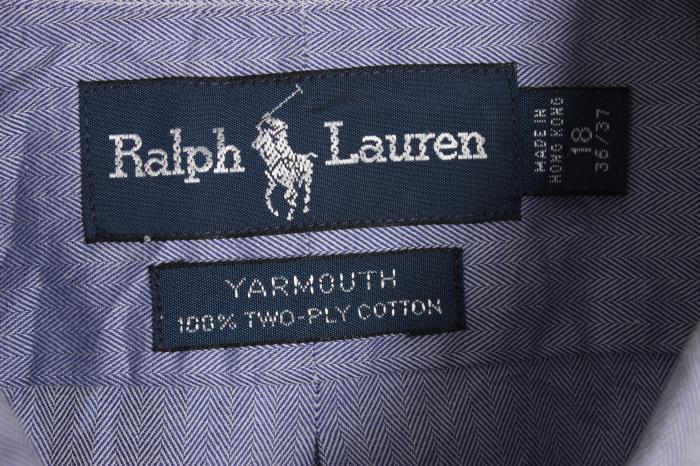 Ralph Lauren
MADE IN
HONG KONG
18
36/37
YARMOUTH
100% TWO-PLY COTTON